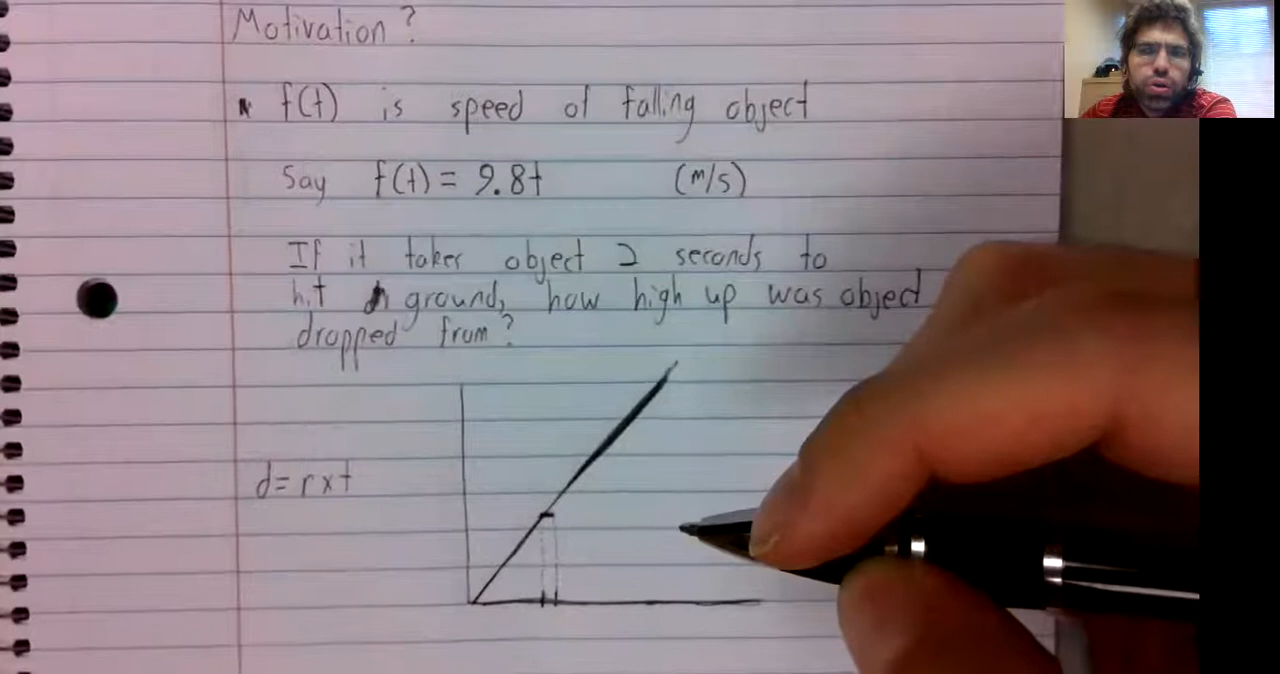 Motivation?
f(t) is speed of falling object
Say f(t) = 9.8t (m/s)
If it takes object 2 seconds to
hit ground, how high up was object
dropped from?
d = r x t